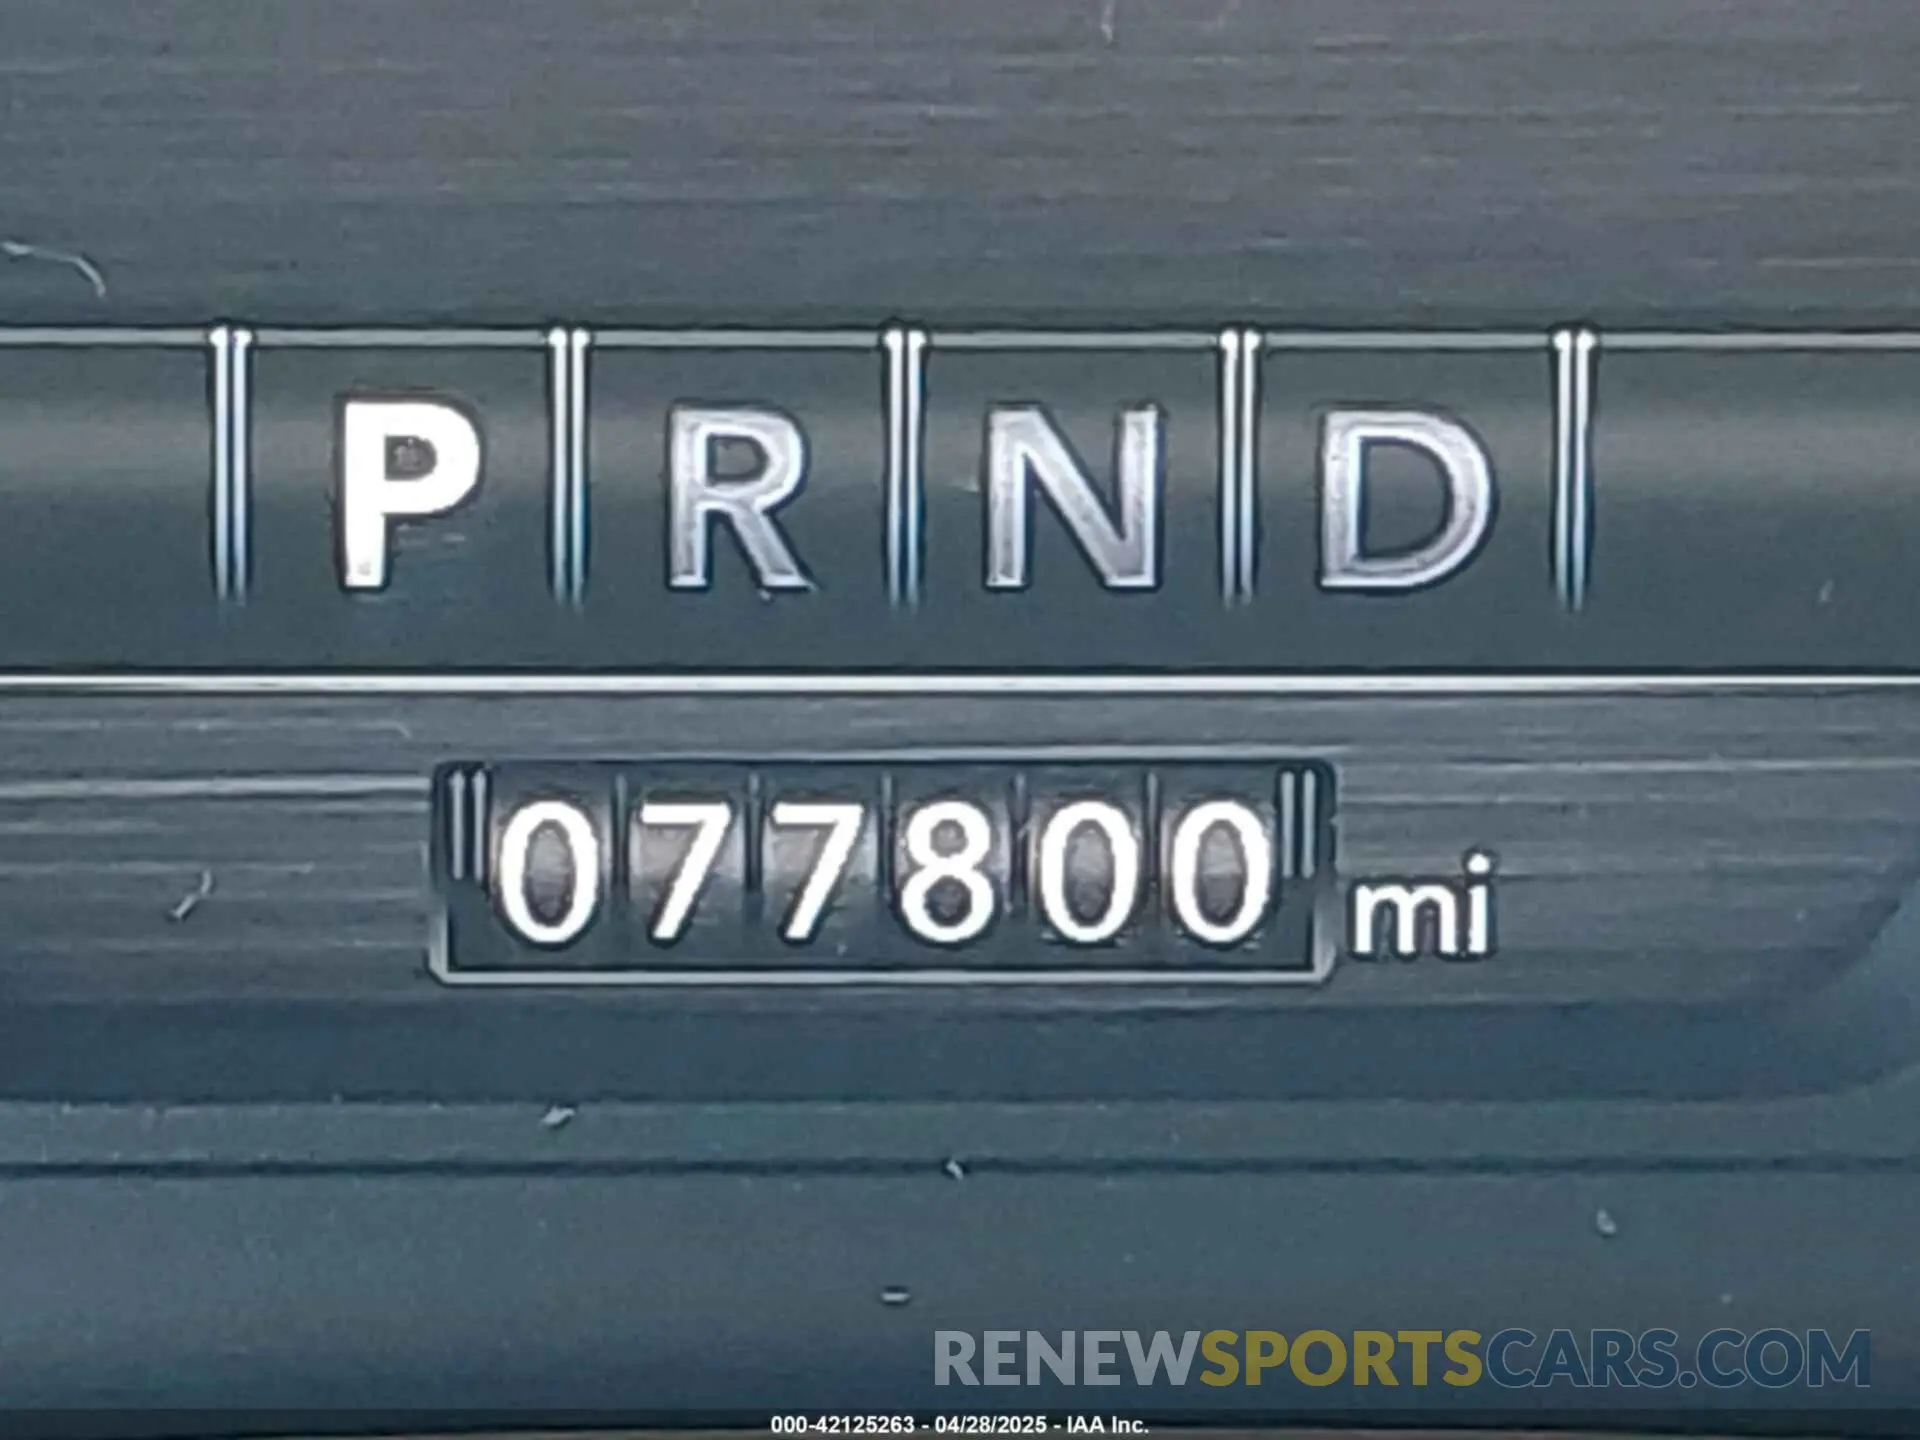 P R N D
077800 mi
RENEWSPORTSCARS.COM
000-42125263 - 04/28/2025 - IAA Inc.